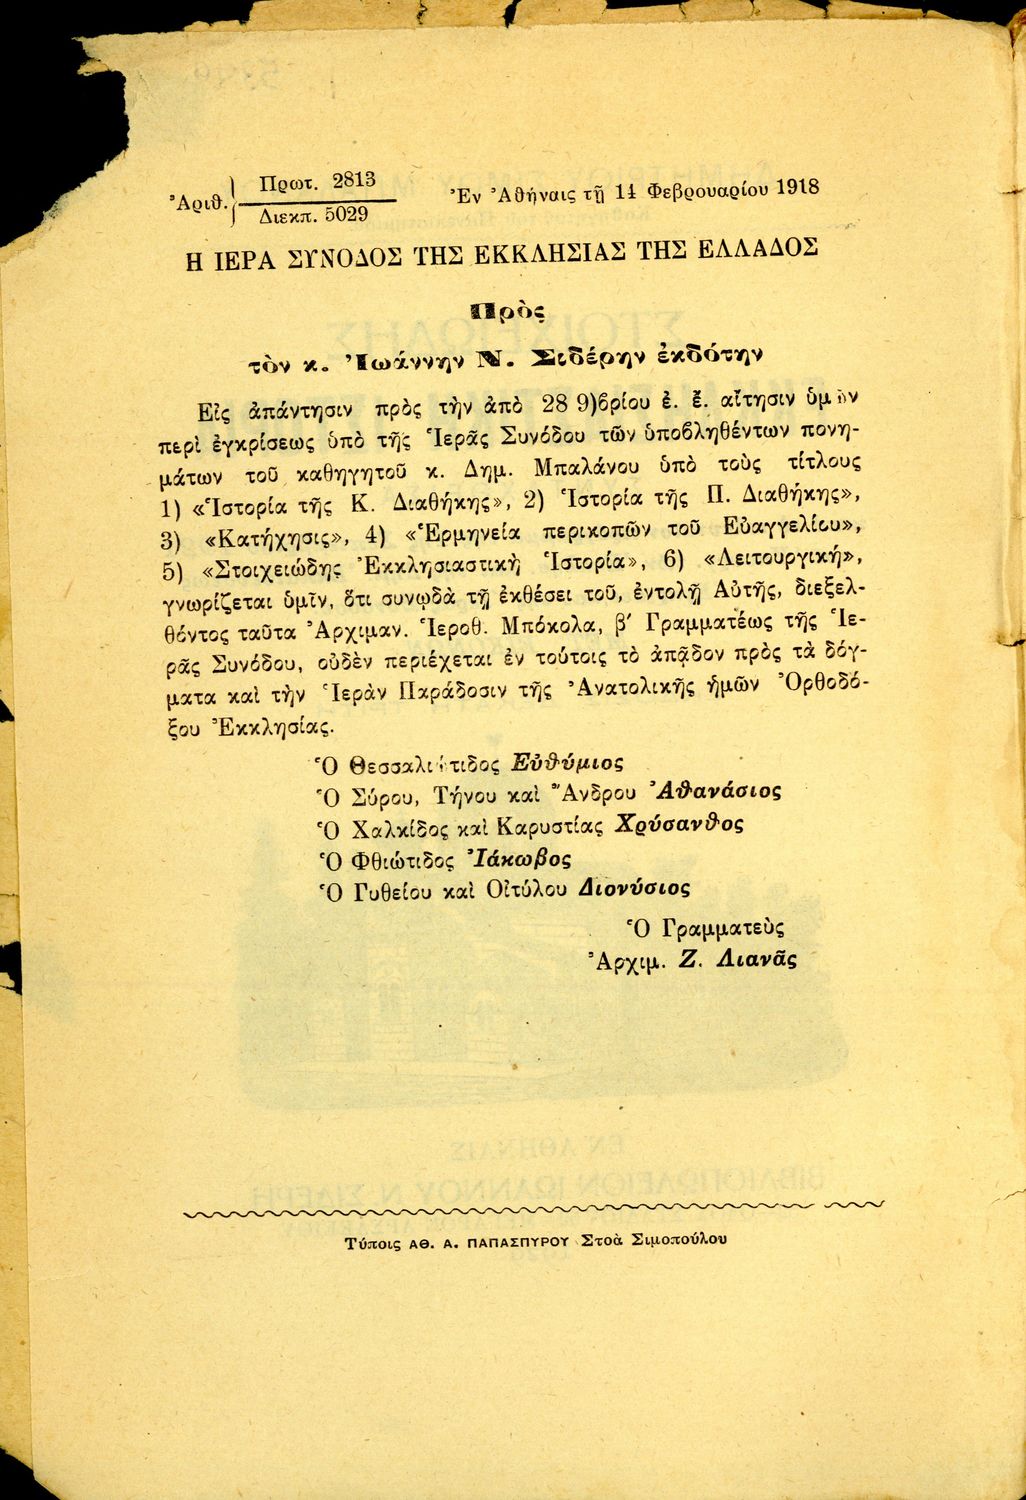 Ἀριθ. } Πρωτ. 2813 / Διεκπ. 5029 Ἐν Ἀθήναις τῇ 14 Φεβρουαρίου 1918
Η ΙΕΡΑ ΣΥΝΟΔΟΣ ΤΗΣ ΕΚΚΛΗΣΙΑΣ ΤΗΣ ΕΛΛΑΔΟΣ
Πρὸς
τὸν κ. Ἰωάννην Ν. Σιδέρην ἐκδότην
Εἰς ἀπάντησιν πρὸς τὴν ἀπὸ 28 9)βρίου ἐ. ἔ. αἴτησιν ὑμῶν
περὶ ἐγκρίσεως ὑπὸ τῆς Ἱερᾶς Συνόδου τῶν ὑποβληθέντων πονη-
μάτων τοῦ καθηγητοῦ κ. Δημ. Μπαλάνου ὑπὸ τοὺς τίτλους
1) «Ἱστορία τῆς Κ. Διαθήκης», 2) Ἱστορία τῆς Π. Διαθήκης»,
3) «Κατήχησις», 4) «Ἑρμηνεία περικοπῶν τοῦ Εὐαγγελίου»,
5) «Στοιχειώδης Ἐκκλησιαστικὴ Ἱστορία», 6) «Λειτουργική»,
γνωρίζεται ὑμῖν, ὅτι συνῳδὰ τῇ ἐκθέσει τοῦ, ἐντολῇ Αὐτῆς, διεξελ-
θόντος ταῦτα Ἀρχιμαν. Ἱεροθ. Μπόκολα, β′ Γραμματέως τῆς Ἱε-
ρᾶς Συνόδου, οὐδὲν περιέχεται ἐν τούτοις τὸ ἀπᾷδον πρὸς τὰ δόγ-
ματα καὶ τὴν Ἱερὰν Παράδοσιν τῆς Ἀνατολικῆς ἡμῶν Ὀρθοδό-
ξου Ἐκκλησίας.
Ὁ Θεσσαλιώτιδος Εὐθύμιος
Ὁ Σύρου, Τήνου καὶ Ἄνδρου Ἀθανάσιος
Ὁ Χαλκίδος καὶ Καρυστίας Χρύσανθος
Ὁ Φθιώτιδος Ἰάκωβος
Ὁ Γυθείου καὶ Οἰτύλου Διονύσιος
Ὁ Γραμματεὺς
Ἀρχιμ. Ζ. Λιανᾶς
Τύποις ΑΘ. Α. ΠΑΠΑΣΠΥΡΟΥ Στοὰ Σιμοπούλου